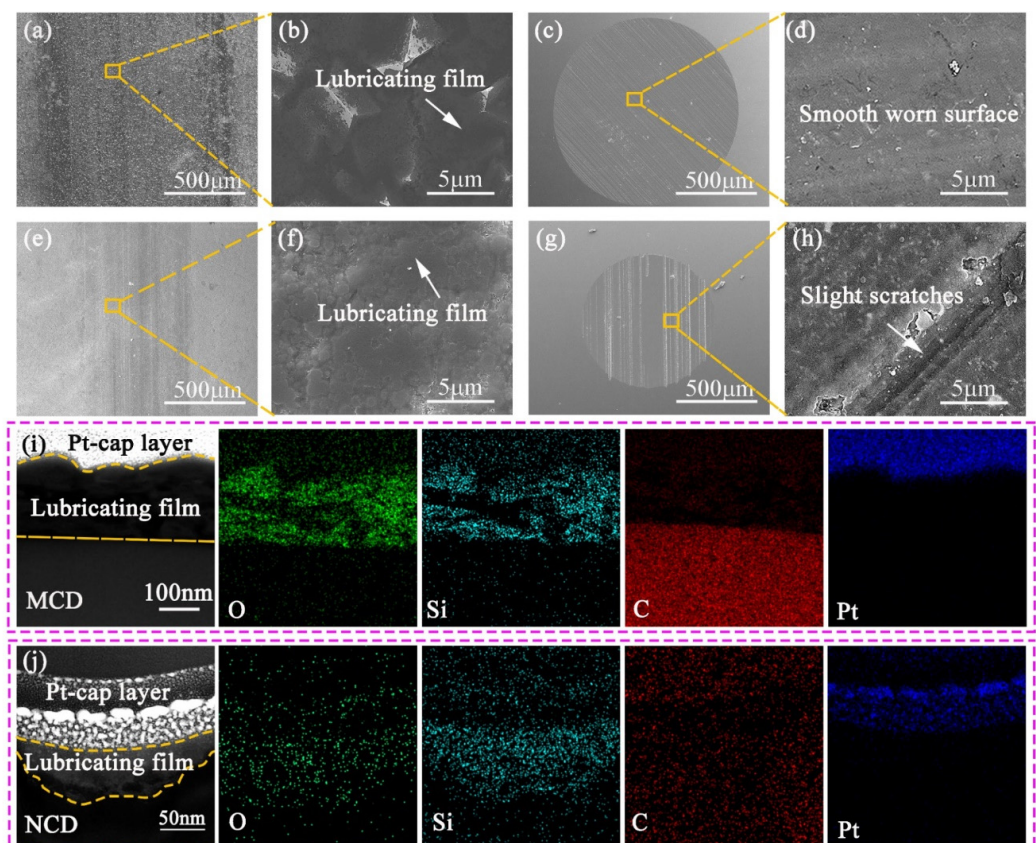 (a)
500μm
(b)
Lubricating film
5μm
(c)
500μm
(d)
Smooth worn surface
5μm
(e)
500μm
(f)
Lubricating film
5μm
(g)
500μm
(h)
Slight scratches
5μm
(i)
Pt-cap layer
Lubricating film
MCD
100nm
O
Si
C
Pt
(j)
Pt-cap layer
Lubricating film
NCD
50nm
O
Si
C
Pt